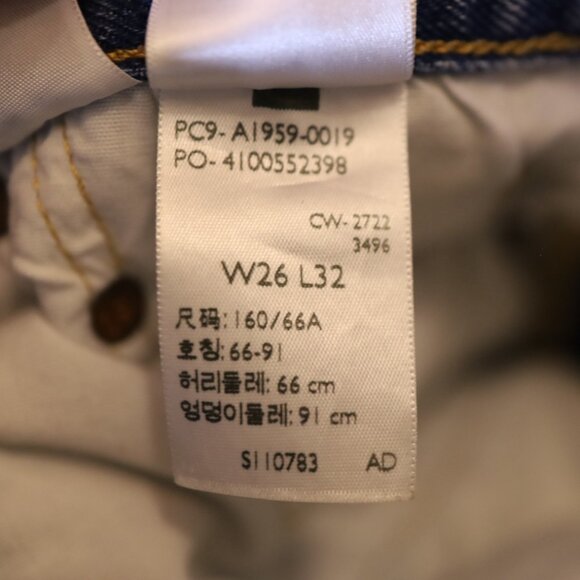 PC9- A1959-0019
PO- 4100552398
CW- 2722
3496
W26 L32
尺码: 160/66A
호칭: 66-91
허리둘레: 66 cm
엉덩이둘레: 91 cm
S110783 AD